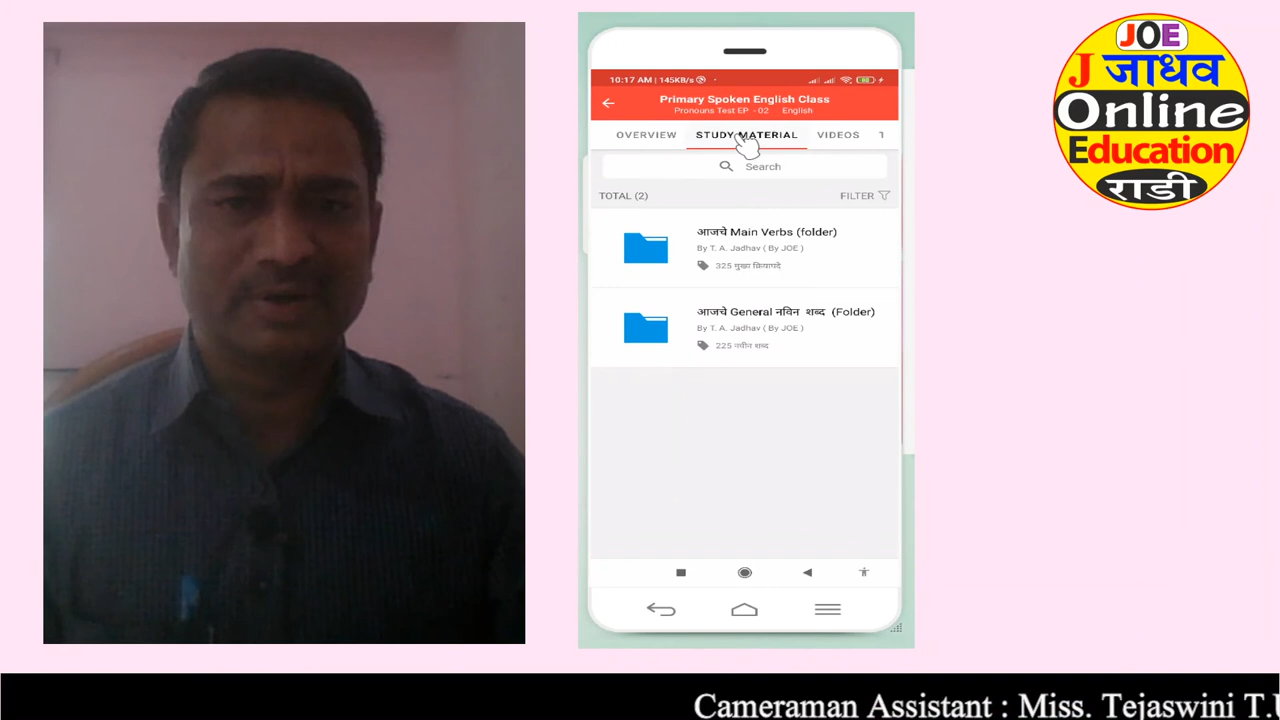 JOE
J जाधव
Online
Education
राडी
10:17 AM | 145KB/s
Primary Spoken English Class
Pronouns Test EP - 02 English
OVERVIEW STUDY MATERIAL VIDEOS T
Search
TOTAL (2) FILTER
आजचे Main Verbs (folder)
By T. A. Jadhav ( By JOE )
325 मुख्य क्रियापदे
आजचे General नविन शब्द (Folder)
By T. A. Jadhav ( By JOE )
225 नवीन शब्द
Cameraman Assistant : Miss. Tejaswini T.U